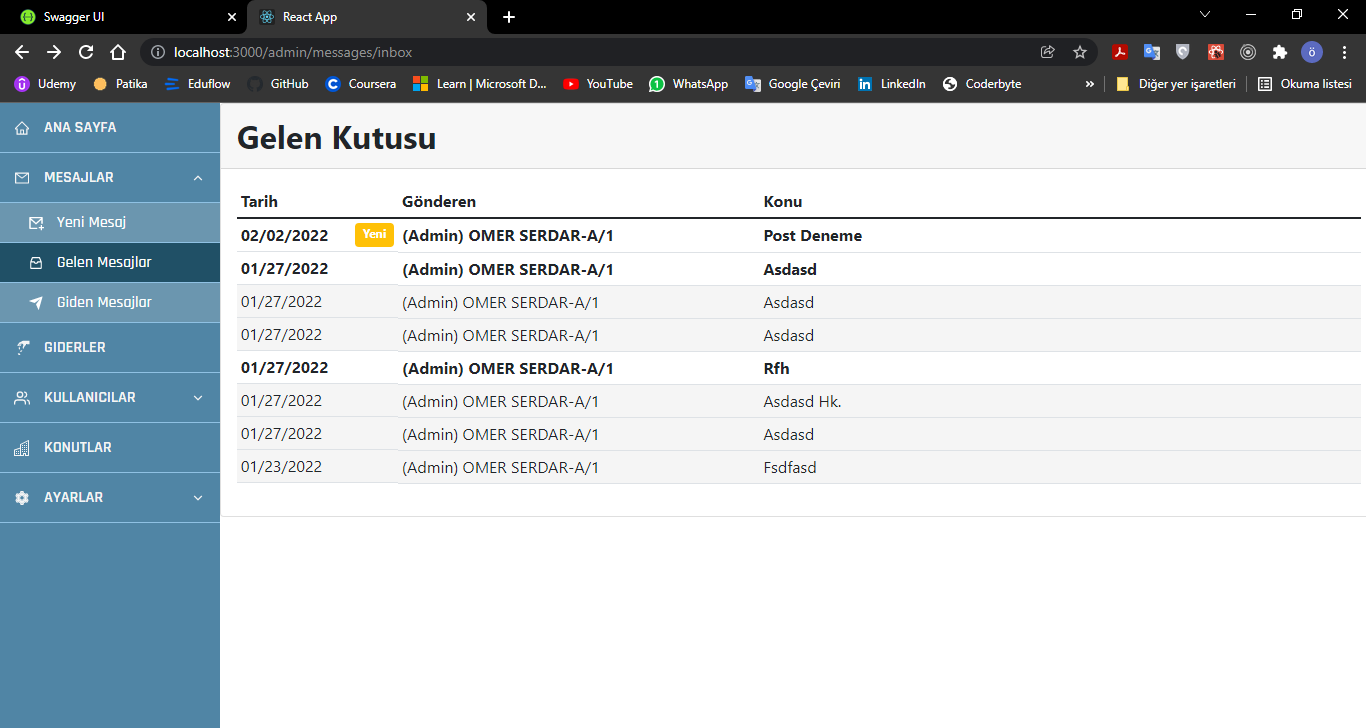 Swagger UI
React App
localhost:3000/admin/messages/inbox
ö
Udemy
Patika
Eduflow
GitHub
Coursera
Learn | Microsoft D...
YouTube
WhatsApp
Google Çeviri
LinkedIn
Coderbyte
»
Diğer yer işaretleri
Okuma listesi
ANA SAYFA
MESAJLAR
Yeni Mesaj
Gelen Mesajlar
Giden Mesajlar
GIDERLER
KULLANICILAR
KONUTLAR
AYARLAR
Gelen Kutusu
Tarih Gönderen Konu
02/02/2022 Yeni (Admin) OMER SERDAR-A/1 Post Deneme
01/27/2022 (Admin) OMER SERDAR-A/1 Asdasd
01/27/2022 (Admin) OMER SERDAR-A/1 Asdasd
01/27/2022 (Admin) OMER SERDAR-A/1 Asdasd
01/27/2022 (Admin) OMER SERDAR-A/1 Rfh
01/27/2022 (Admin) OMER SERDAR-A/1 Asdasd Hk.
01/27/2022 (Admin) OMER SERDAR-A/1 Asdasd
01/23/2022 (Admin) OMER SERDAR-A/1 Fsdfasd